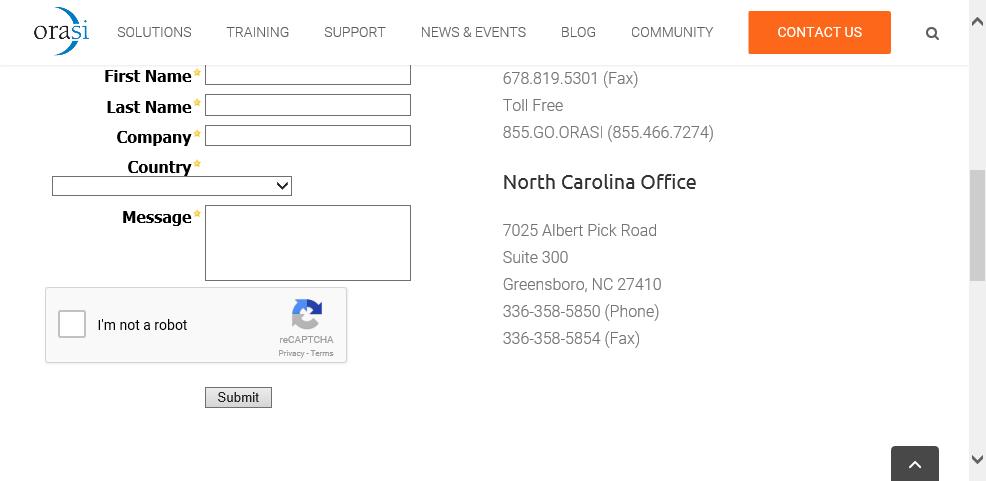 orasi
SOLUTIONS
TRAINING
SUPPORT
NEWS & EVENTS
BLOG
COMMUNITY
CONTACT US
First Name
Last Name
Company
Country
Message
I'm not a robot
reCAPTCHA
Privacy - Terms
Submit
678.819.5301 (Fax)
Toll Free
855.GO.ORASI (855.466.7274)
North Carolina Office
7025 Albert Pick Road
Suite 300
Greensboro, NC 27410
336-358-5850 (Phone)
336-358-5854 (Fax)